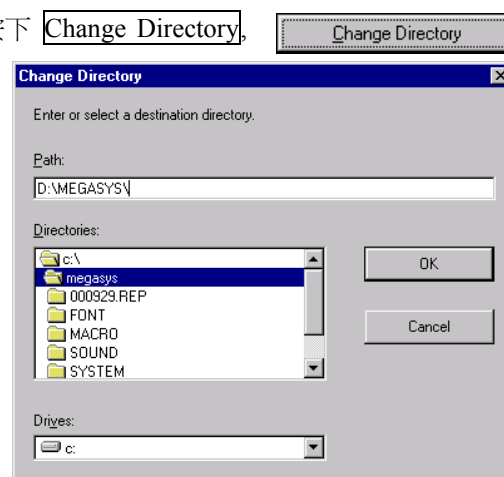 按下 Change Directory,
Change Directory
Change Directory
Enter or select a destination directory.
Path:
D:\MEGASYS\
Directories:
c:\
megasys
000929.REP
FONT
MACRO
SOUND
SYSTEM
OK
Cancel
Drives:
c: